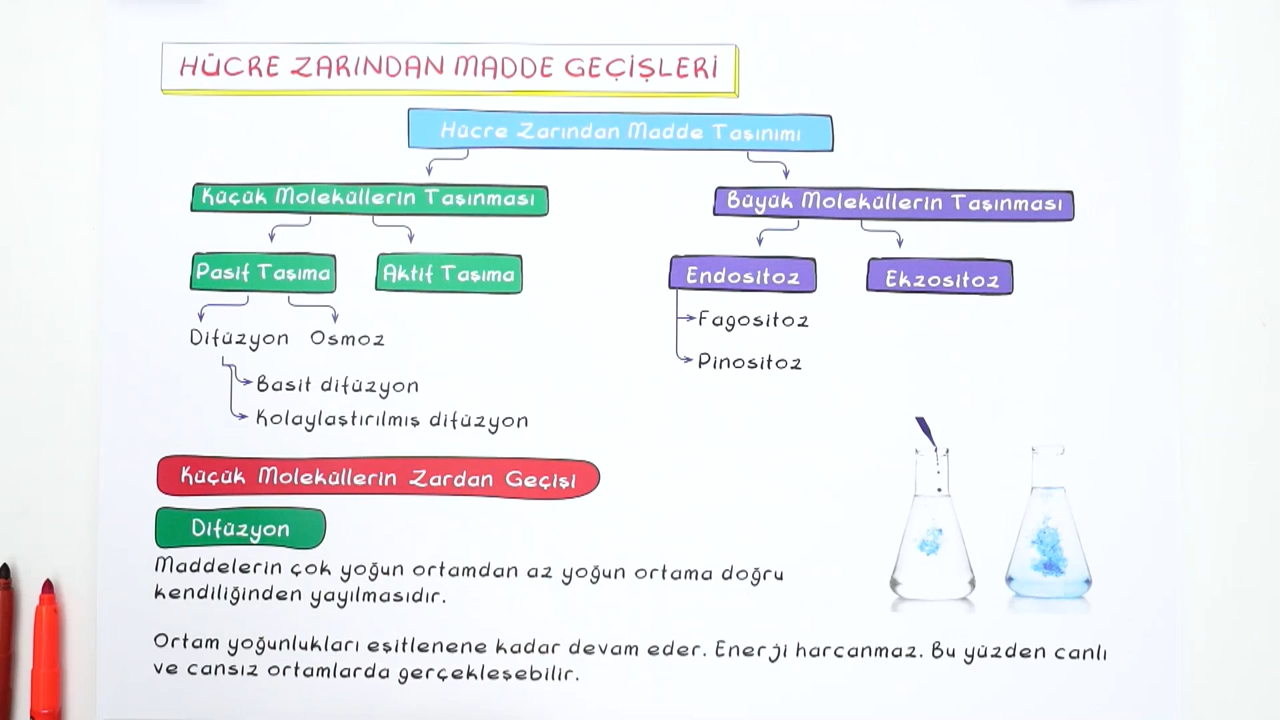 HÜCRE ZARINDAN MADDE GEÇİŞLERİ
Hücre Zarından Madde Taşınımı
Küçük Moleküllerin Taşınması
Büyük Moleküllerin Taşınması
Pasif Taşıma
Aktif Taşıma
Endositoz
Ekzositoz
Difüzyon
Osmoz
Fagositoz
Pinositoz
Basit difüzyon
Kolaylaştırılmış difüzyon
Küçük Moleküllerin Zardan Geçişi
Difüzyon
Maddelerin çok yoğun ortamdan az yoğun ortama doğru
kendiliğinden yayılmasıdır.
Ortam yoğunlukları eşitlenene kadar devam eder. Enerji harcanmaz. Bu yüzden canlı
ve cansız ortamlarda gerçekleşebilir.